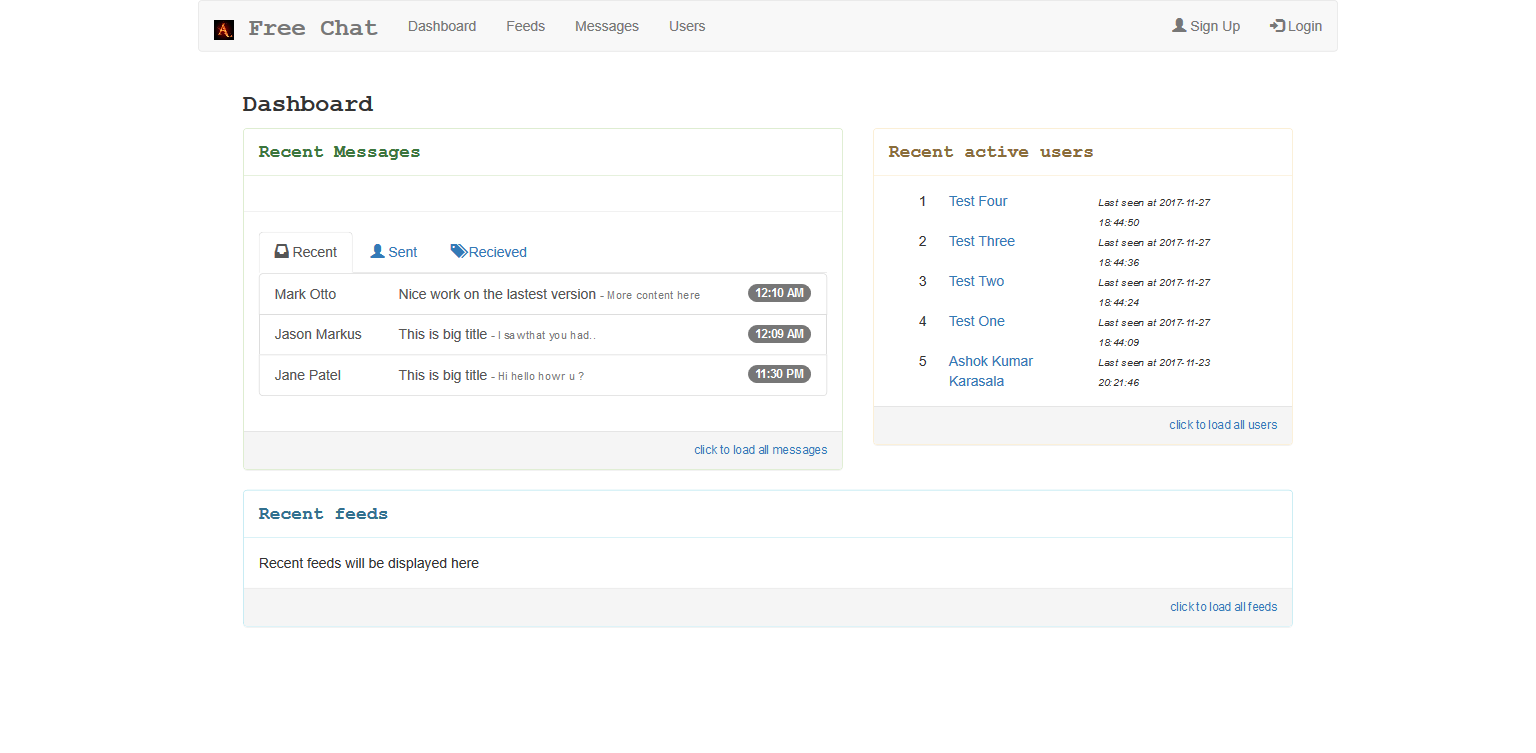 A Free Chat Dashboard Feeds Messages Users Sign Up Login
Dashboard
Recent Messages
Recent Sent Recieved
Mark Otto Nice work on the lastest version - More content here 12:10 AM
Jason Markus This is big title - I sawthat you had.. 12:09 AM
Jane Patel This is big title - Hi hello howr u ? 11:30 PM
click to load all messages
Recent active users
1 Test Four Last seen at 2017-11-27
18:44:50
2 Test Three Last seen at 2017-11-27
18:44:36
3 Test Two Last seen at 2017-11-27
18:44:24
4 Test One Last seen at 2017-11-27
18:44:09
5 Ashok Kumar Last seen at 2017-11-23
Karasala 20:21:46
click to load all users
Recent feeds
Recent feeds will be displayed here
click to load all feeds